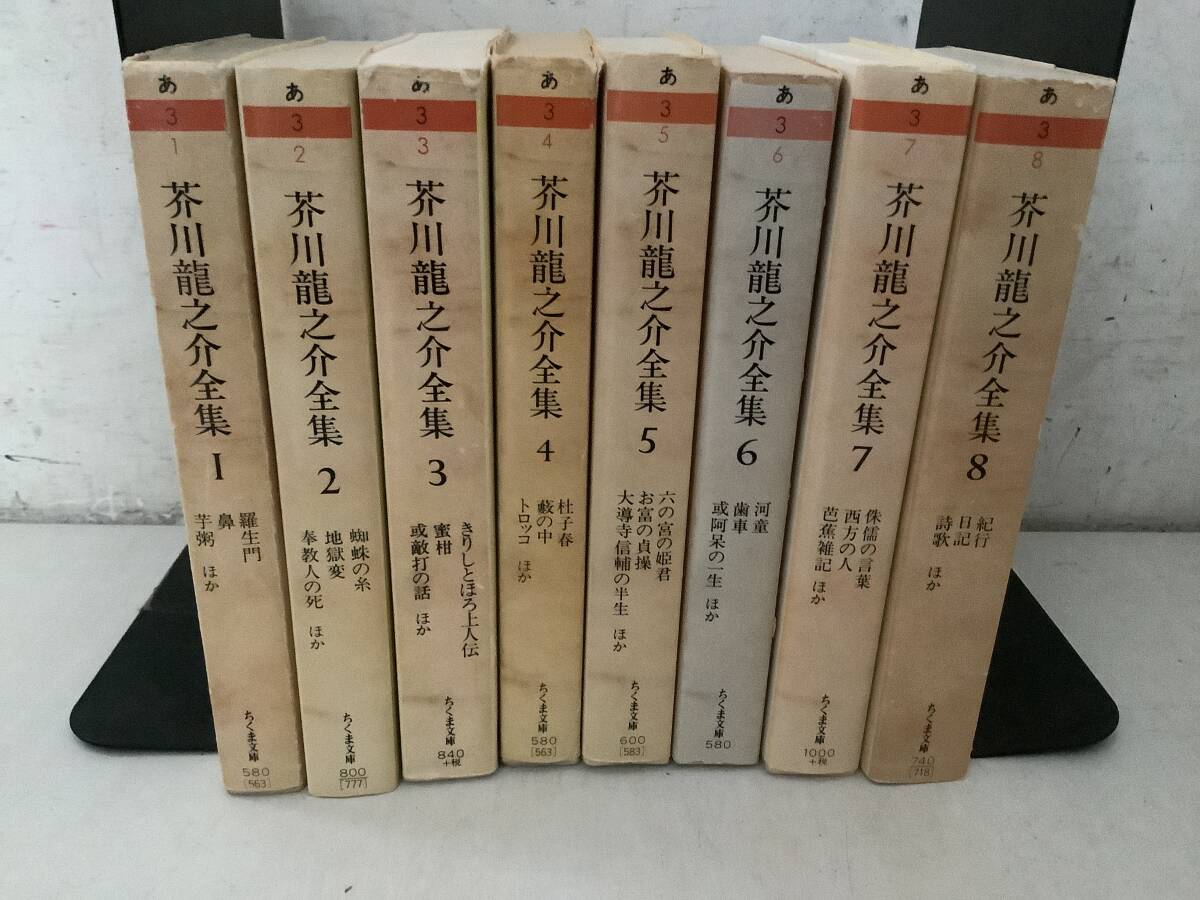 あ
3
1
芥川龍之介全集 1
羅生門
鼻
芋粥 ほか
ちくま文庫
580
[563]
あ
3
2
芥川龍之介全集 2
蜘蛛の糸
地獄変
奉教人の死 ほか
ちくま文庫
800
[777]
あ
3
3
芥川龍之介全集 3
きりしとほろ上人伝
蜜柑
或敵打の話 ほか
ちくま文庫
840
+税
あ
3
4
芥川龍之介全集 4
杜子春
藪の中
トロッコ ほか
ちくま文庫
580
[563]
あ
3
5
芥川龍之介全集 5
六の宮の姫君
お富の貞操
大導寺信輔の半生 ほか
ちくま文庫
600
[583]
あ
3
6
芥川龍之介全集 6
河童
歯車
或阿呆の一生 ほか
ちくま文庫
580
あ
3
7
芥川龍之介全集 7
侏儒の言葉
西方の人
芭蕉雑記 ほか
ちくま文庫
1000
+税
あ
3
8
芥川龍之介全集 8
紀行
日記
詩歌 ほか
ちくま文庫
740
[718]